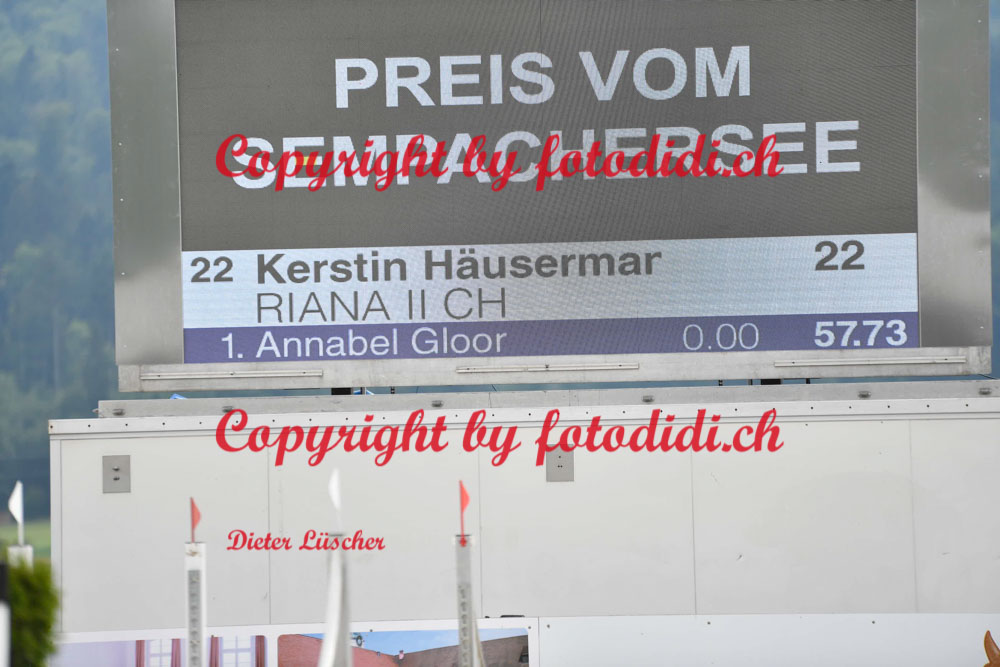 PREIS VOM
SEMPACHERSEE
Copyright by fotodidi.ch
22 Kerstin Häusermar 22
RIANA II CH
1. Annabel Gloor 0.00 57.73
Copyright by fotodidi.ch
Dieter Lüscher